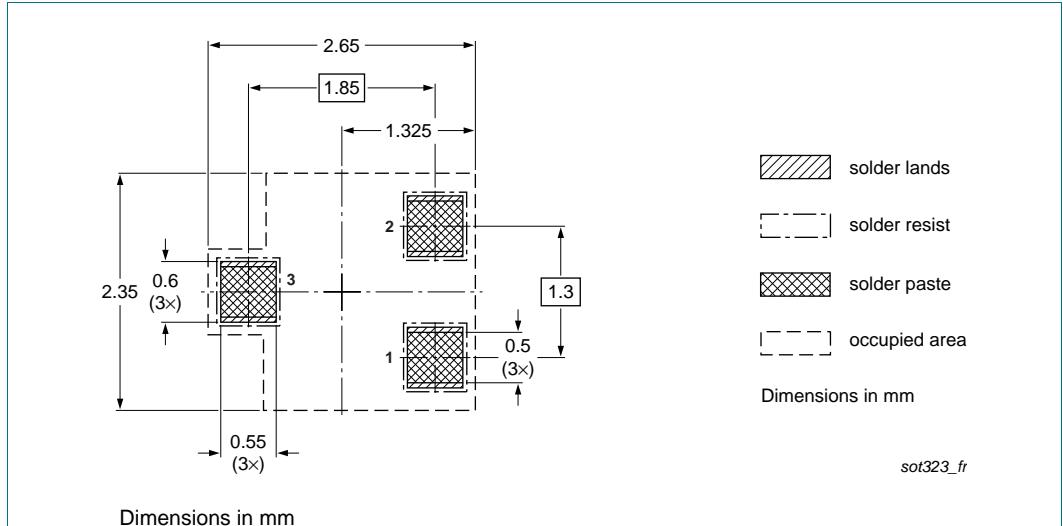 2.65
1.85
1.325
solder lands
2
solder resist
0.6
(3×)
3
2.35
1.3
solder paste
1
0.5
(3×)
occupied area
Dimensions in mm
0.55
(3×)
sot323_fr
Dimensions in mm